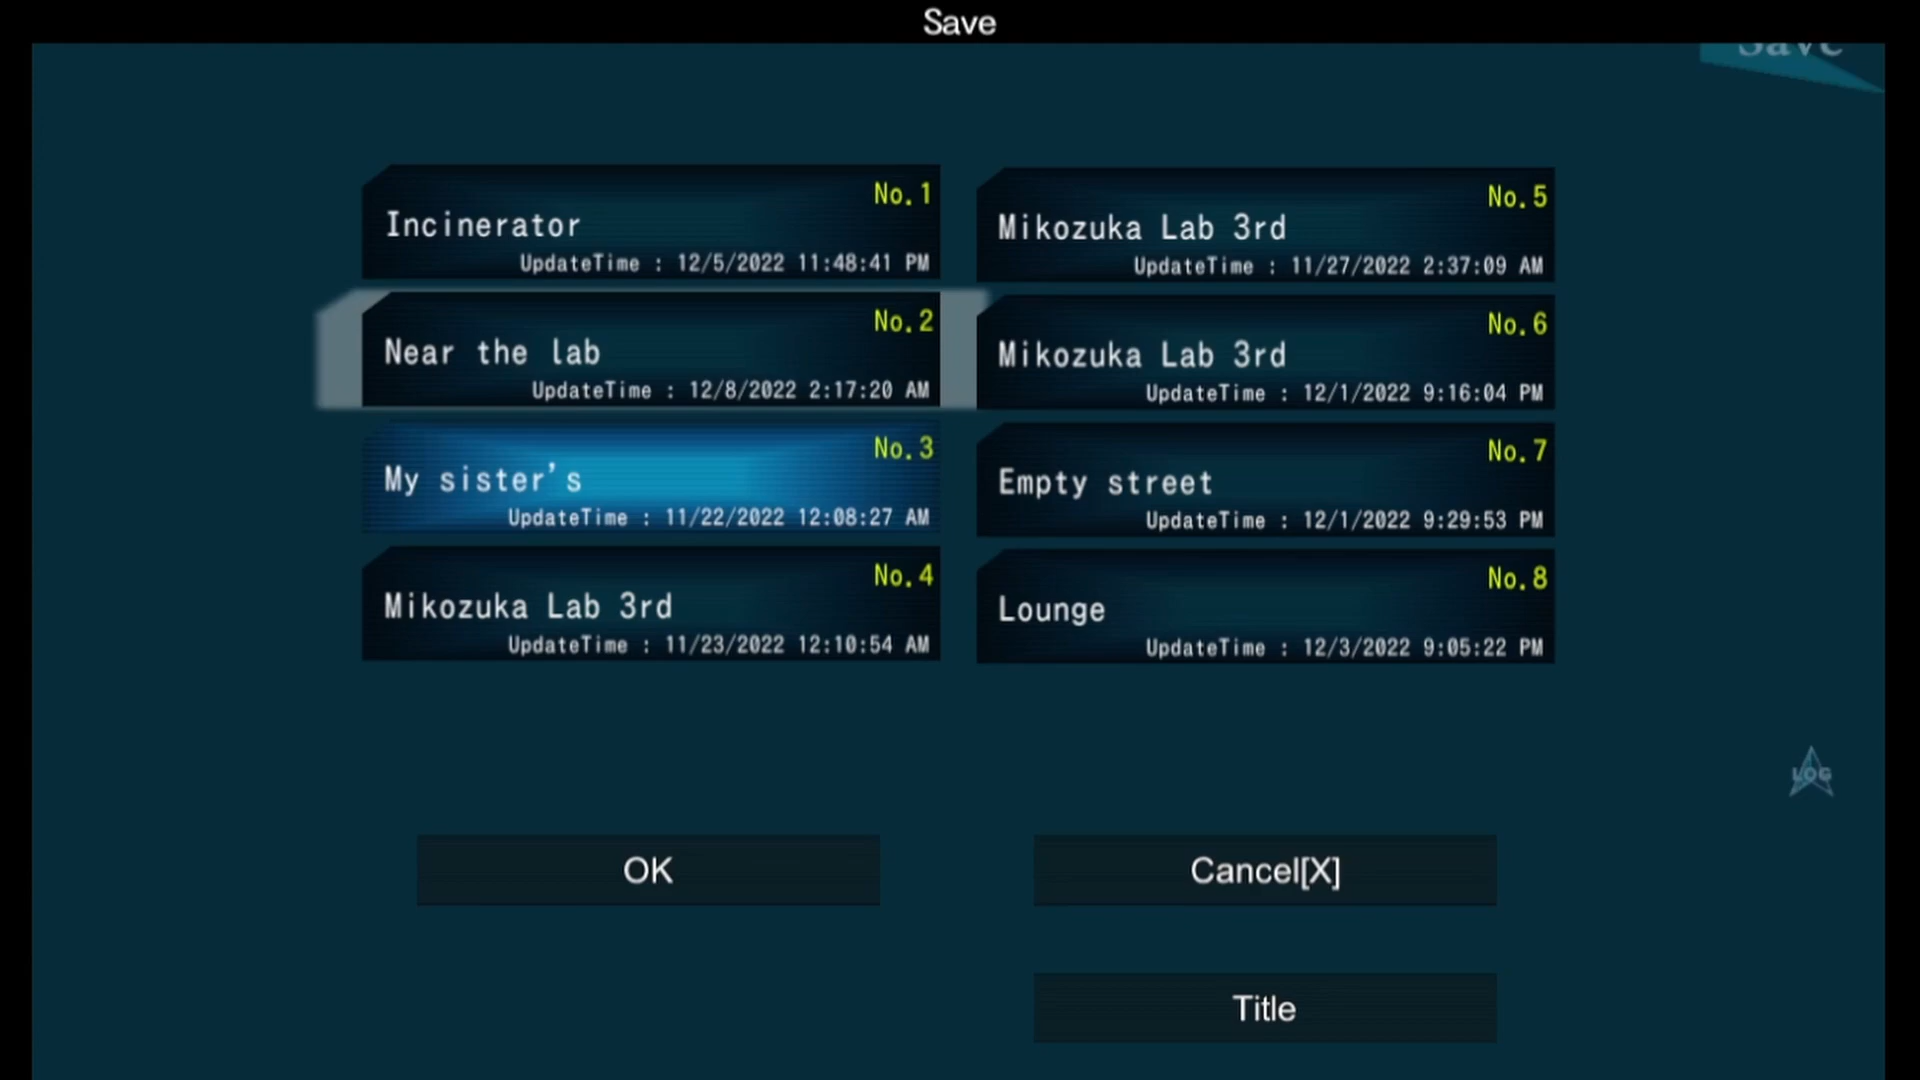 Save
Save
No.1
Incinerator
UpdateTime : 12/5/2022 11:48:41 PM
No.2
Near the lab
UpdateTime : 12/8/2022 2:17:20 AM
No.3
My sister's
UpdateTime : 11/22/2022 12:08:27 AM
No.4
Mikozuka Lab 3rd
UpdateTime : 11/23/2022 12:10:54 AM
No.5
Mikozuka Lab 3rd
UpdateTime : 11/27/2022 2:37:09 AM
No.6
Mikozuka Lab 3rd
UpdateTime : 12/1/2022 9:16:04 PM
No.7
Empty street
UpdateTime : 12/1/2022 9:29:53 PM
No.8
Lounge
UpdateTime : 12/3/2022 9:05:22 PM
LOG
OK
Cancel[X]
Title